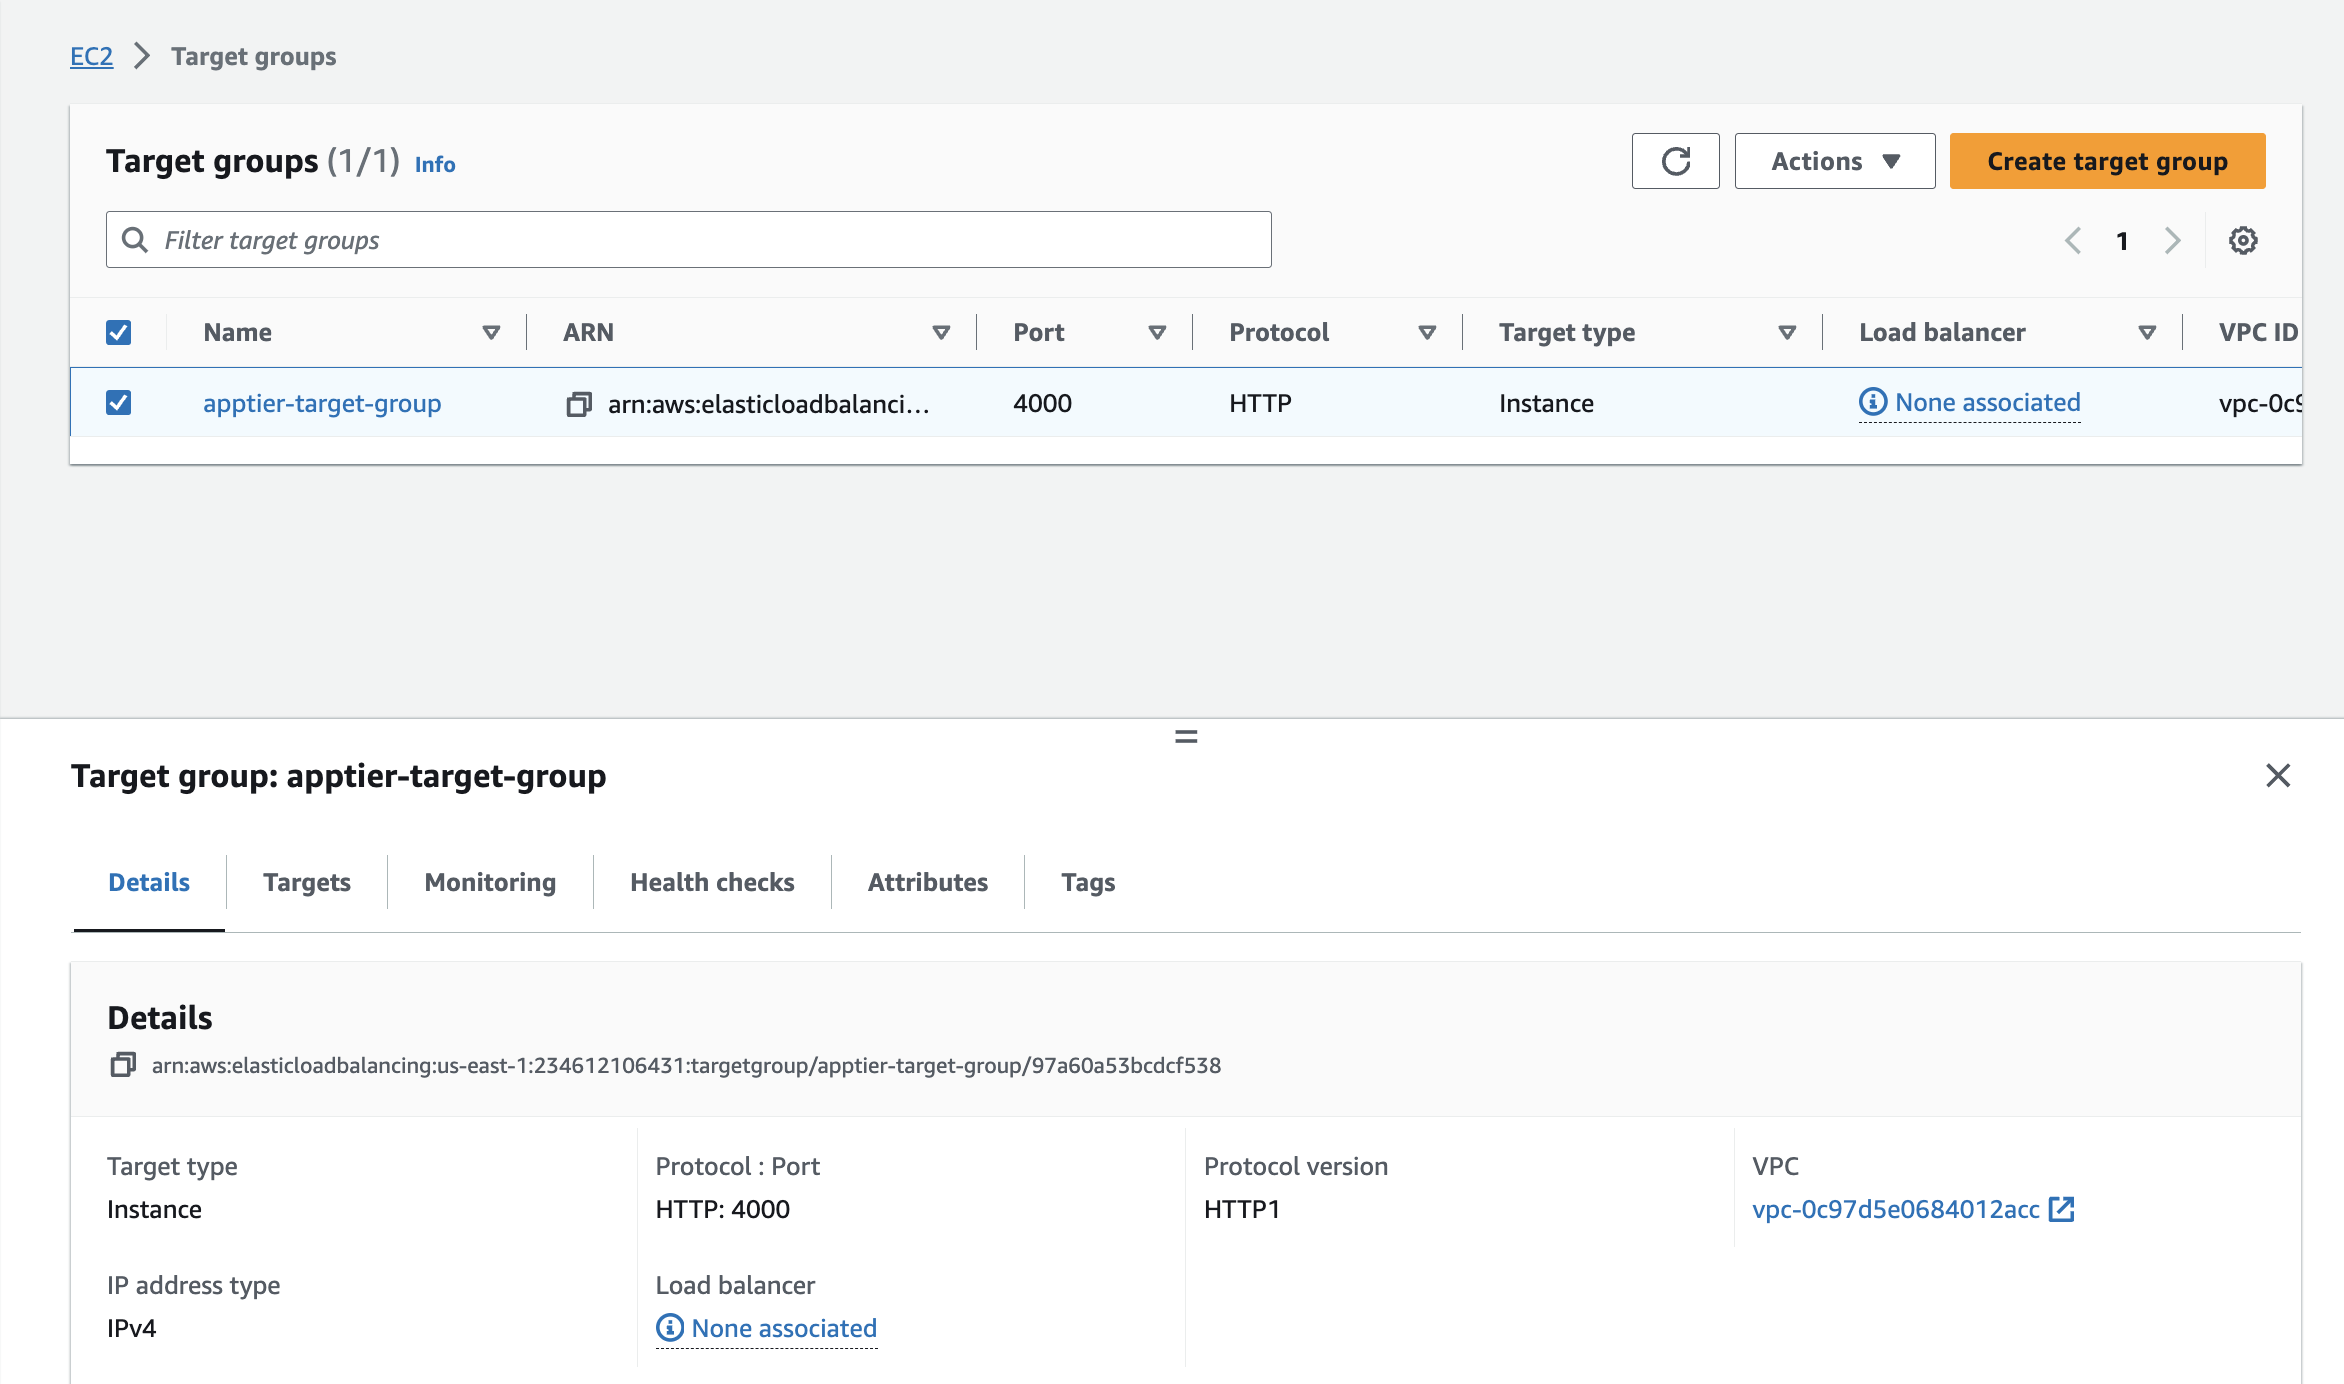 EC2 > Target groups
Target groups (1/1) Info
Actions
Create target group
Filter target groups
1
Name ARN Port Protocol Target type Load balancer VPC ID
apptier-target-group arn:aws:elasticloadbalanci... 4000 HTTP Instance None associated vpc-0c9
Target group: apptier-target-group
Details Targets Monitoring Health checks Attributes Tags
Details
arn:aws:elasticloadbalancing:us-east-1:234612106431:targetgroup/apptier-target-group/97a60a53bcdcf538
Target type Protocol : Port Protocol version VPC
Instance HTTP: 4000 HTTP1 vpc-0c97d5e0684012acc
IP address type Load balancer
IPv4 None associated